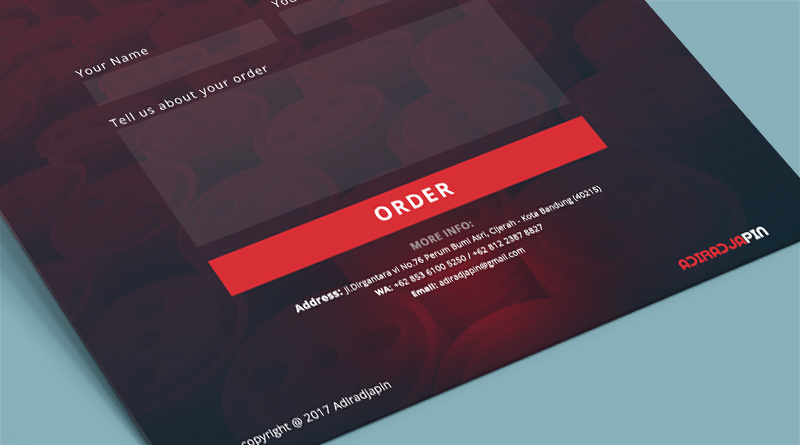 Yo
Your Name
Tell us about your order
ORDER
MORE INFO:
Address: Jl.Dirgantara vi No.76 Perum Bumi Asri, Cijerah - Kota Bandung (40215)
WA: +62 853 6100 5250 / +62 812 2387 8827
Email: adiradjapin@gmail.com
ADIRADJAPIN
opyright @ 2017 Adiradjapin